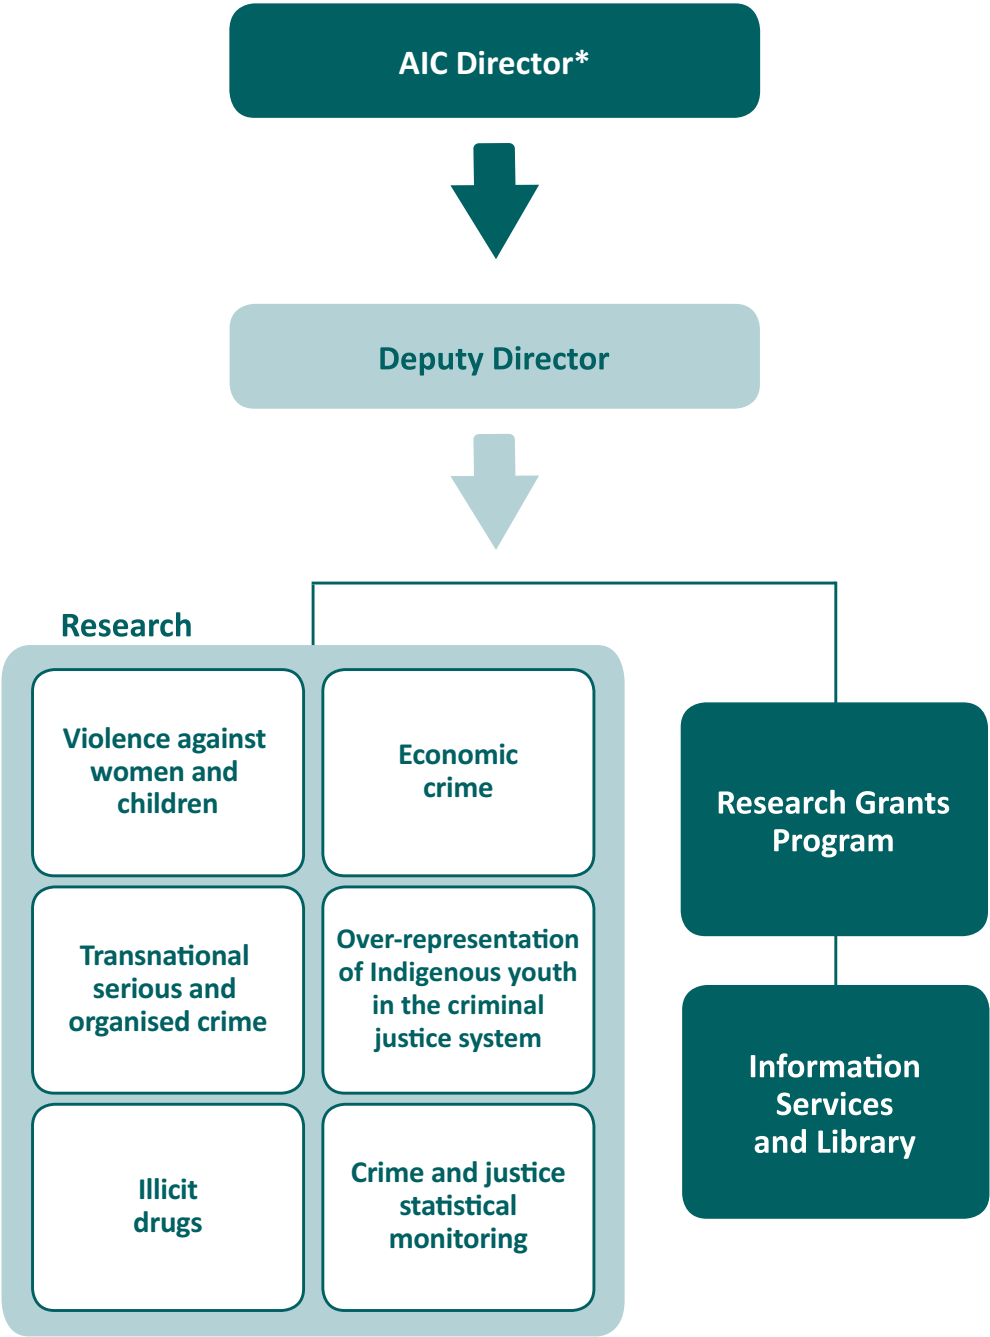 AIC Director*
Deputy Director
Research
Violence against
women and
children
Economic
crime
Transnational
serious and
organised crime
Over-representation
of Indigenous youth
in the criminal
justice system
Illicit
drugs
Crime and justice
statistical
monitoring
Research Grants
Program
Information
Services
and Library